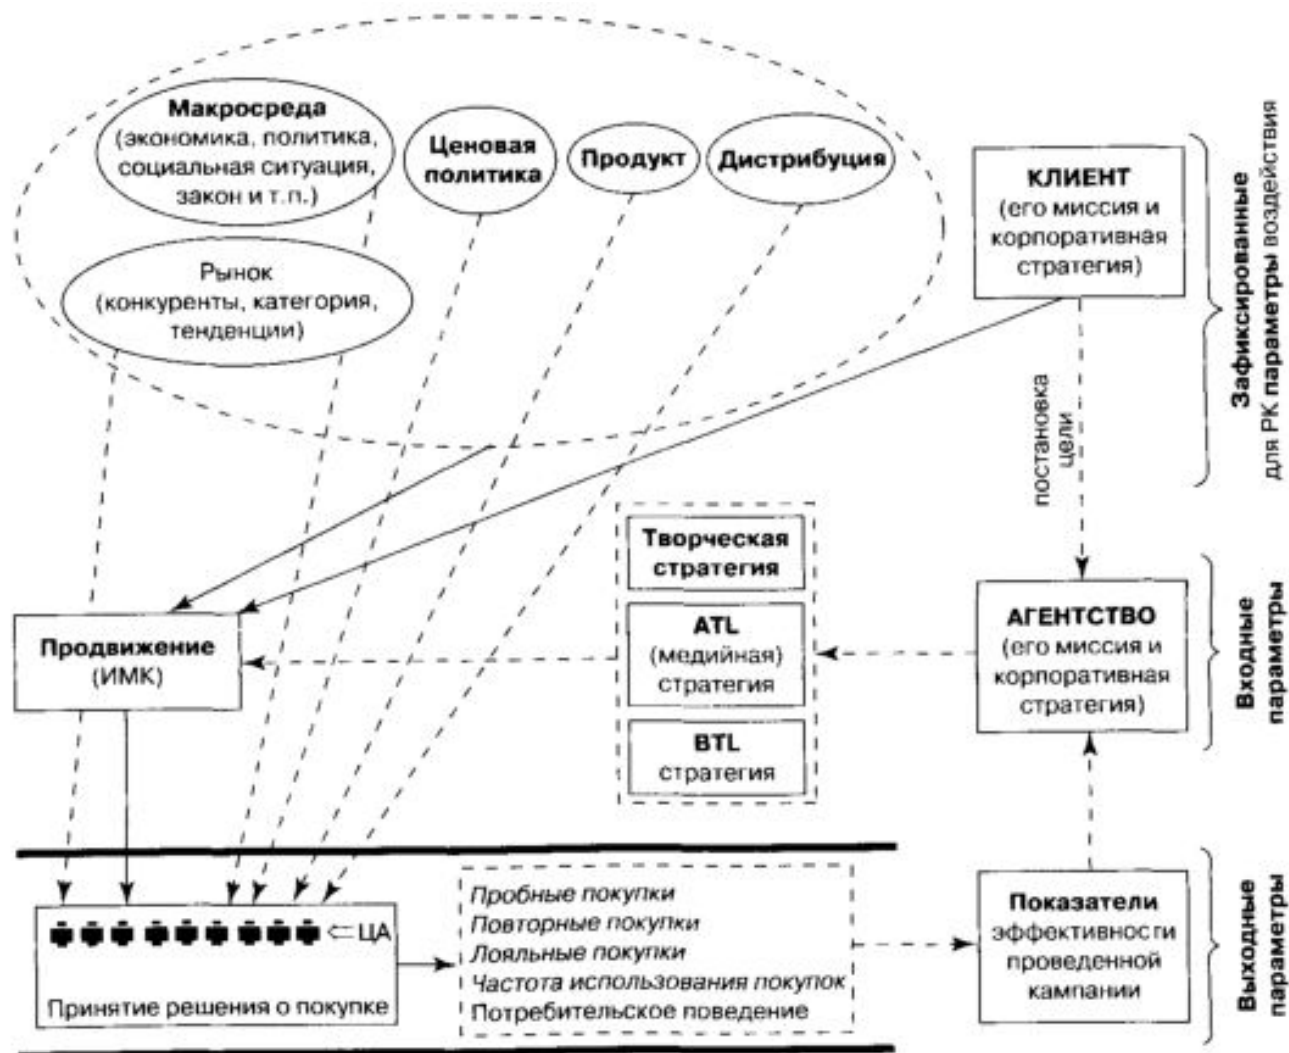 Макросреда
(экономика, политика,
социальная ситуация,
закон и т.п.)
Ценовая
политика
Продукт
Дистрибуция
Рынок
(конкуренты, категория,
тенденции)
КЛИЕНТ
(его миссия и
корпоративная
стратегия)
Зафиксированные
для РК параметры воздействия
постановка
цели
Творческая
стратегия
ATL
(медийная)
стратегия
BTL
стратегия
АГЕНТСТВО
(его миссия и
корпоративная
стратегия)
Входные
параметры
Продвижение
(ИМК)
ЦА
Принятие решения о покупке
Пробные покупки
Повторные покупки
Лояльные покупки
Частота использования покупок
Потребительское поведение
Показатели
эффективности
проведенной
кампании
Выходные
параметры